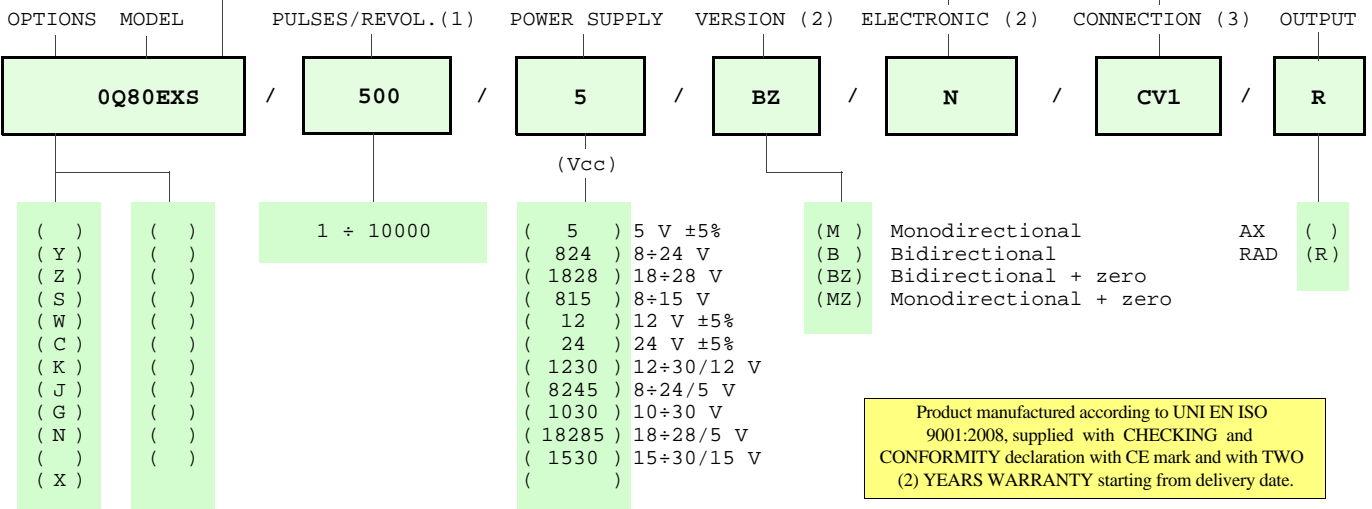 OPTIONS MODEL PULSES/REVOL.(1) POWER SUPPLY VERSION (2) ELECTRONIC (2) CONNECTION (3) OUTPUT
0Q80EXS / 500 / 5 / BZ / N / CV1 / R
(Vcc)
( ) ( ) 1 ÷ 10000 ( 5 ) 5 V ±5% (M ) Monodirectional AX ( )
( Y ) ( ) ( 824 ) 8÷24 V (B ) Bidirectional RAD (R)
( Z ) ( ) ( 1828 ) 18÷28 V (BZ) Bidirectional + zero
( S ) ( ) ( 815 ) 8÷15 V (MZ) Monodirectional + zero
( W ) ( ) ( 12 ) 12 V ±5%
( C ) ( ) ( 24 ) 24 V ±5%
( K ) ( ) ( 1230 ) 12÷30/12 V
( J ) ( ) ( 8245 ) 8÷24/5 V
( G ) ( ) ( 1030 ) 10÷30 V
( N ) ( ) ( 18285 ) 18÷28/5 V
( ) ( ) ( 1530 ) 15÷30/15 V
( X ) ( )
Product manufactured according to UNI EN ISO
9001:2008, supplied with CHECKING and
CONFORMITY declaration with CE mark and with TWO
(2) YEARS WARRANTY starting from delivery date.